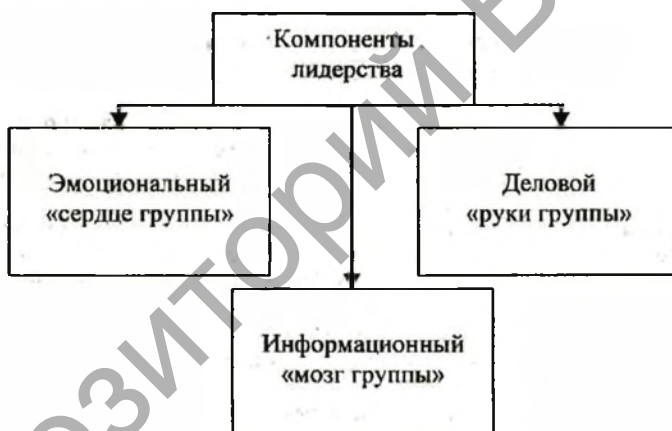 Компоненты
лидерства
Эмоциональный
«сердце группы»
Деловой
«руки группы»
Информационный
«мозг группы»